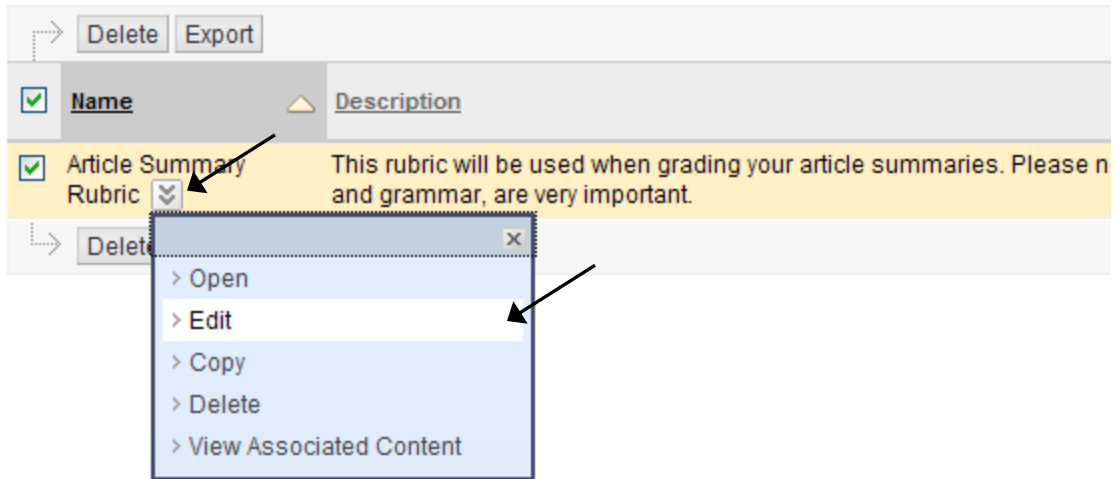 Delete Export
Name Description
Article Summary This rubric will be used when grading your article summaries. Please
Rubric and grammar, are very important.
Delete
Open
Edit
Copy
Delete
View Associated Content